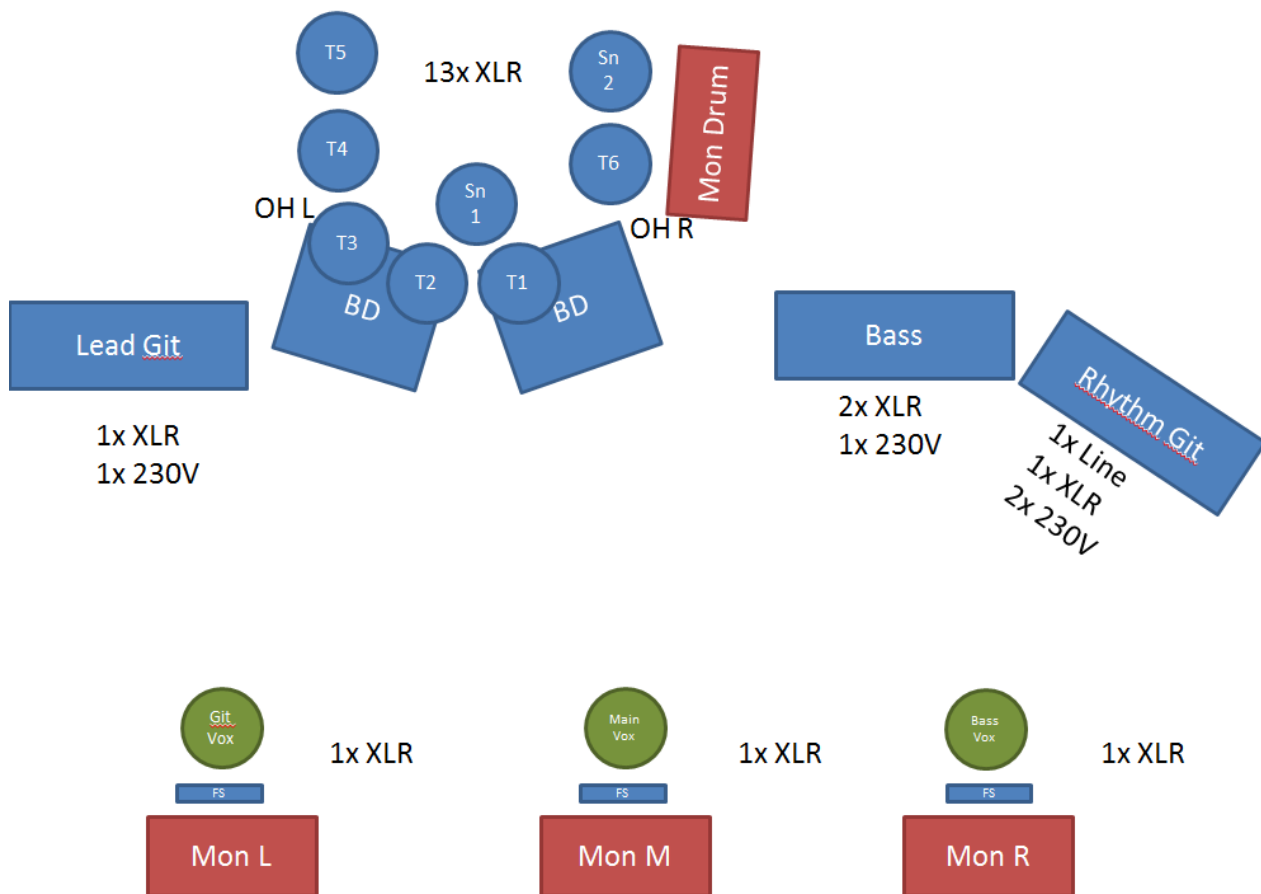 T5
13x XLR
Sn
2
Mon Drum
T4
T6
Sn
1
OH L
OH R
T3
T2
T1
BD
BD
Lead Git
Bass
Rhythm Git
1x XLR
1x 230V
2x XLR
1x 230V
1x Line
1x XLR
2x 230V
Git
Vox
1x XLR
Main
Vox
1x XLR
Bass
Vox
1x XLR
FS
FS
FS
Mon L
Mon M
Mon R